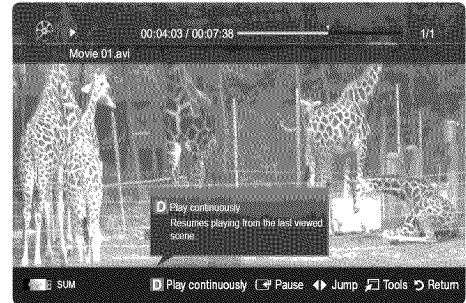 00:04:03 / 00:07:38
1/1
Movie 01.avi
D Play continuously
Resumes playing from the last viewed
scene.
SUM
D Play continuously
Pause
Jump
Tools
Return